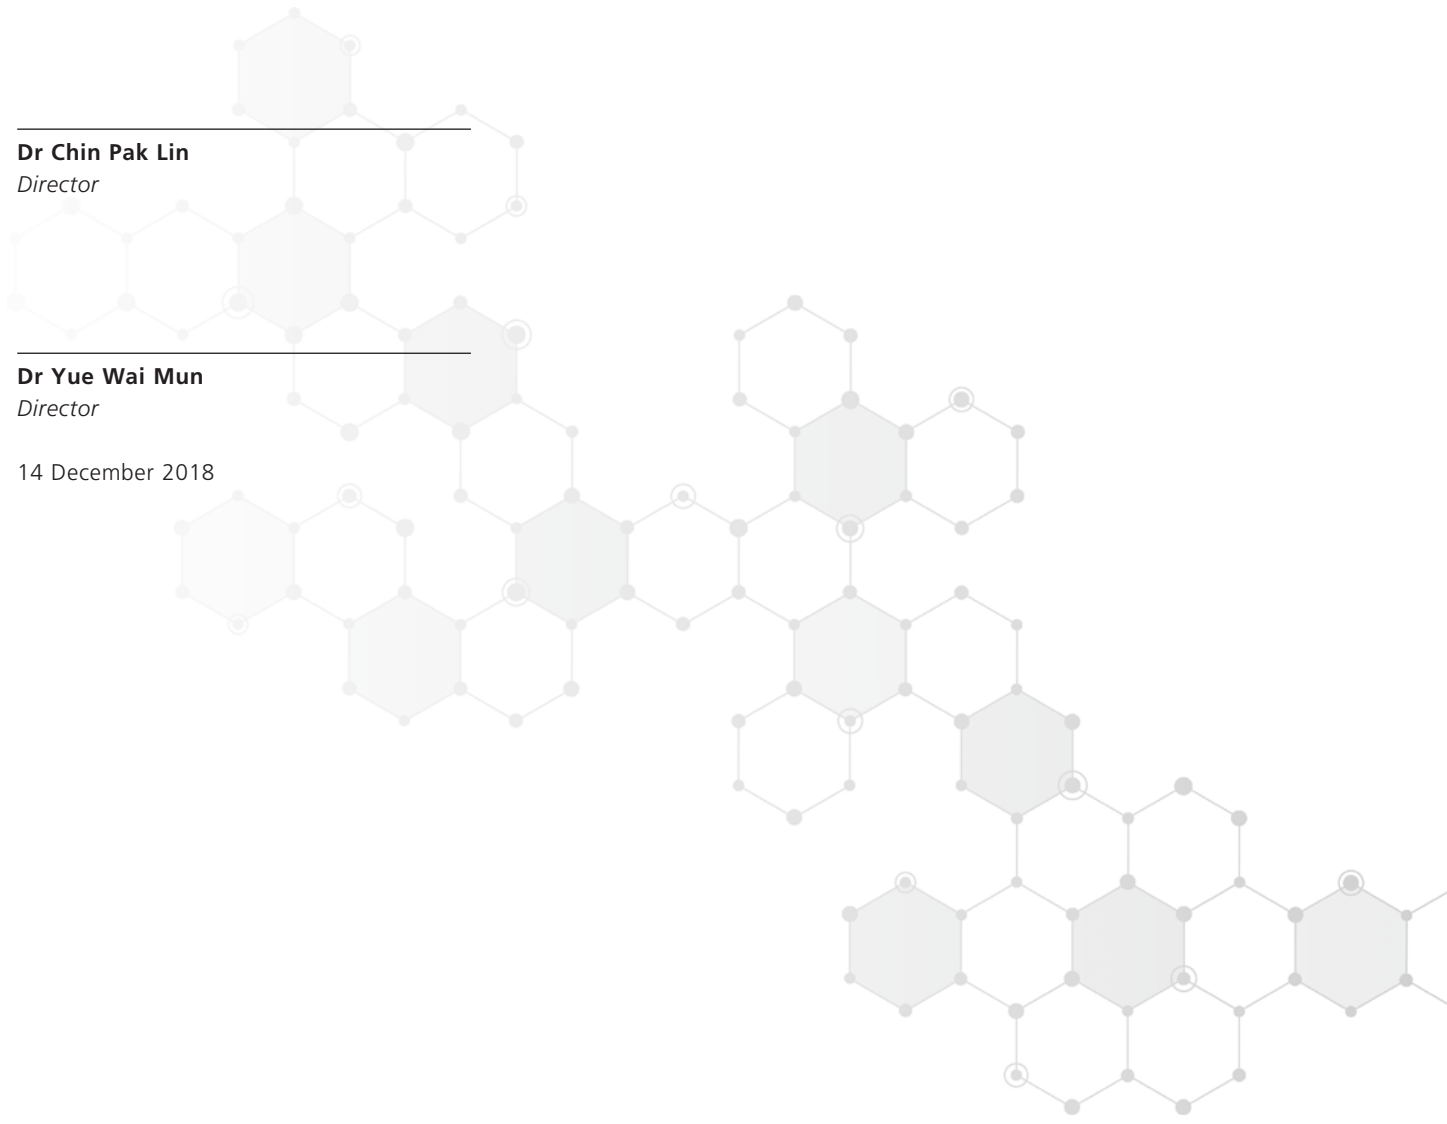 Dr Chin Pak Lin
Director
Dr Yue Wai Mun
Director
14 December 2018